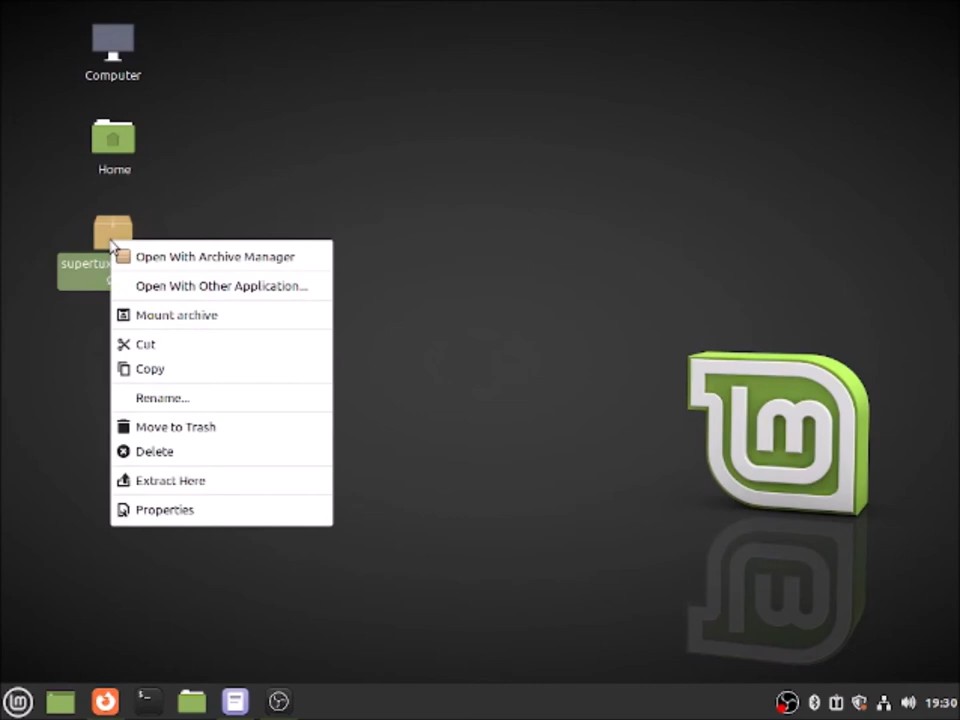 Computer
Home
supertux
Open With Archive Manager
Open With Other Application...
Mount archive
Cut
Copy
Rename...
Move to Trash
Delete
Extract Here
Properties
19:30